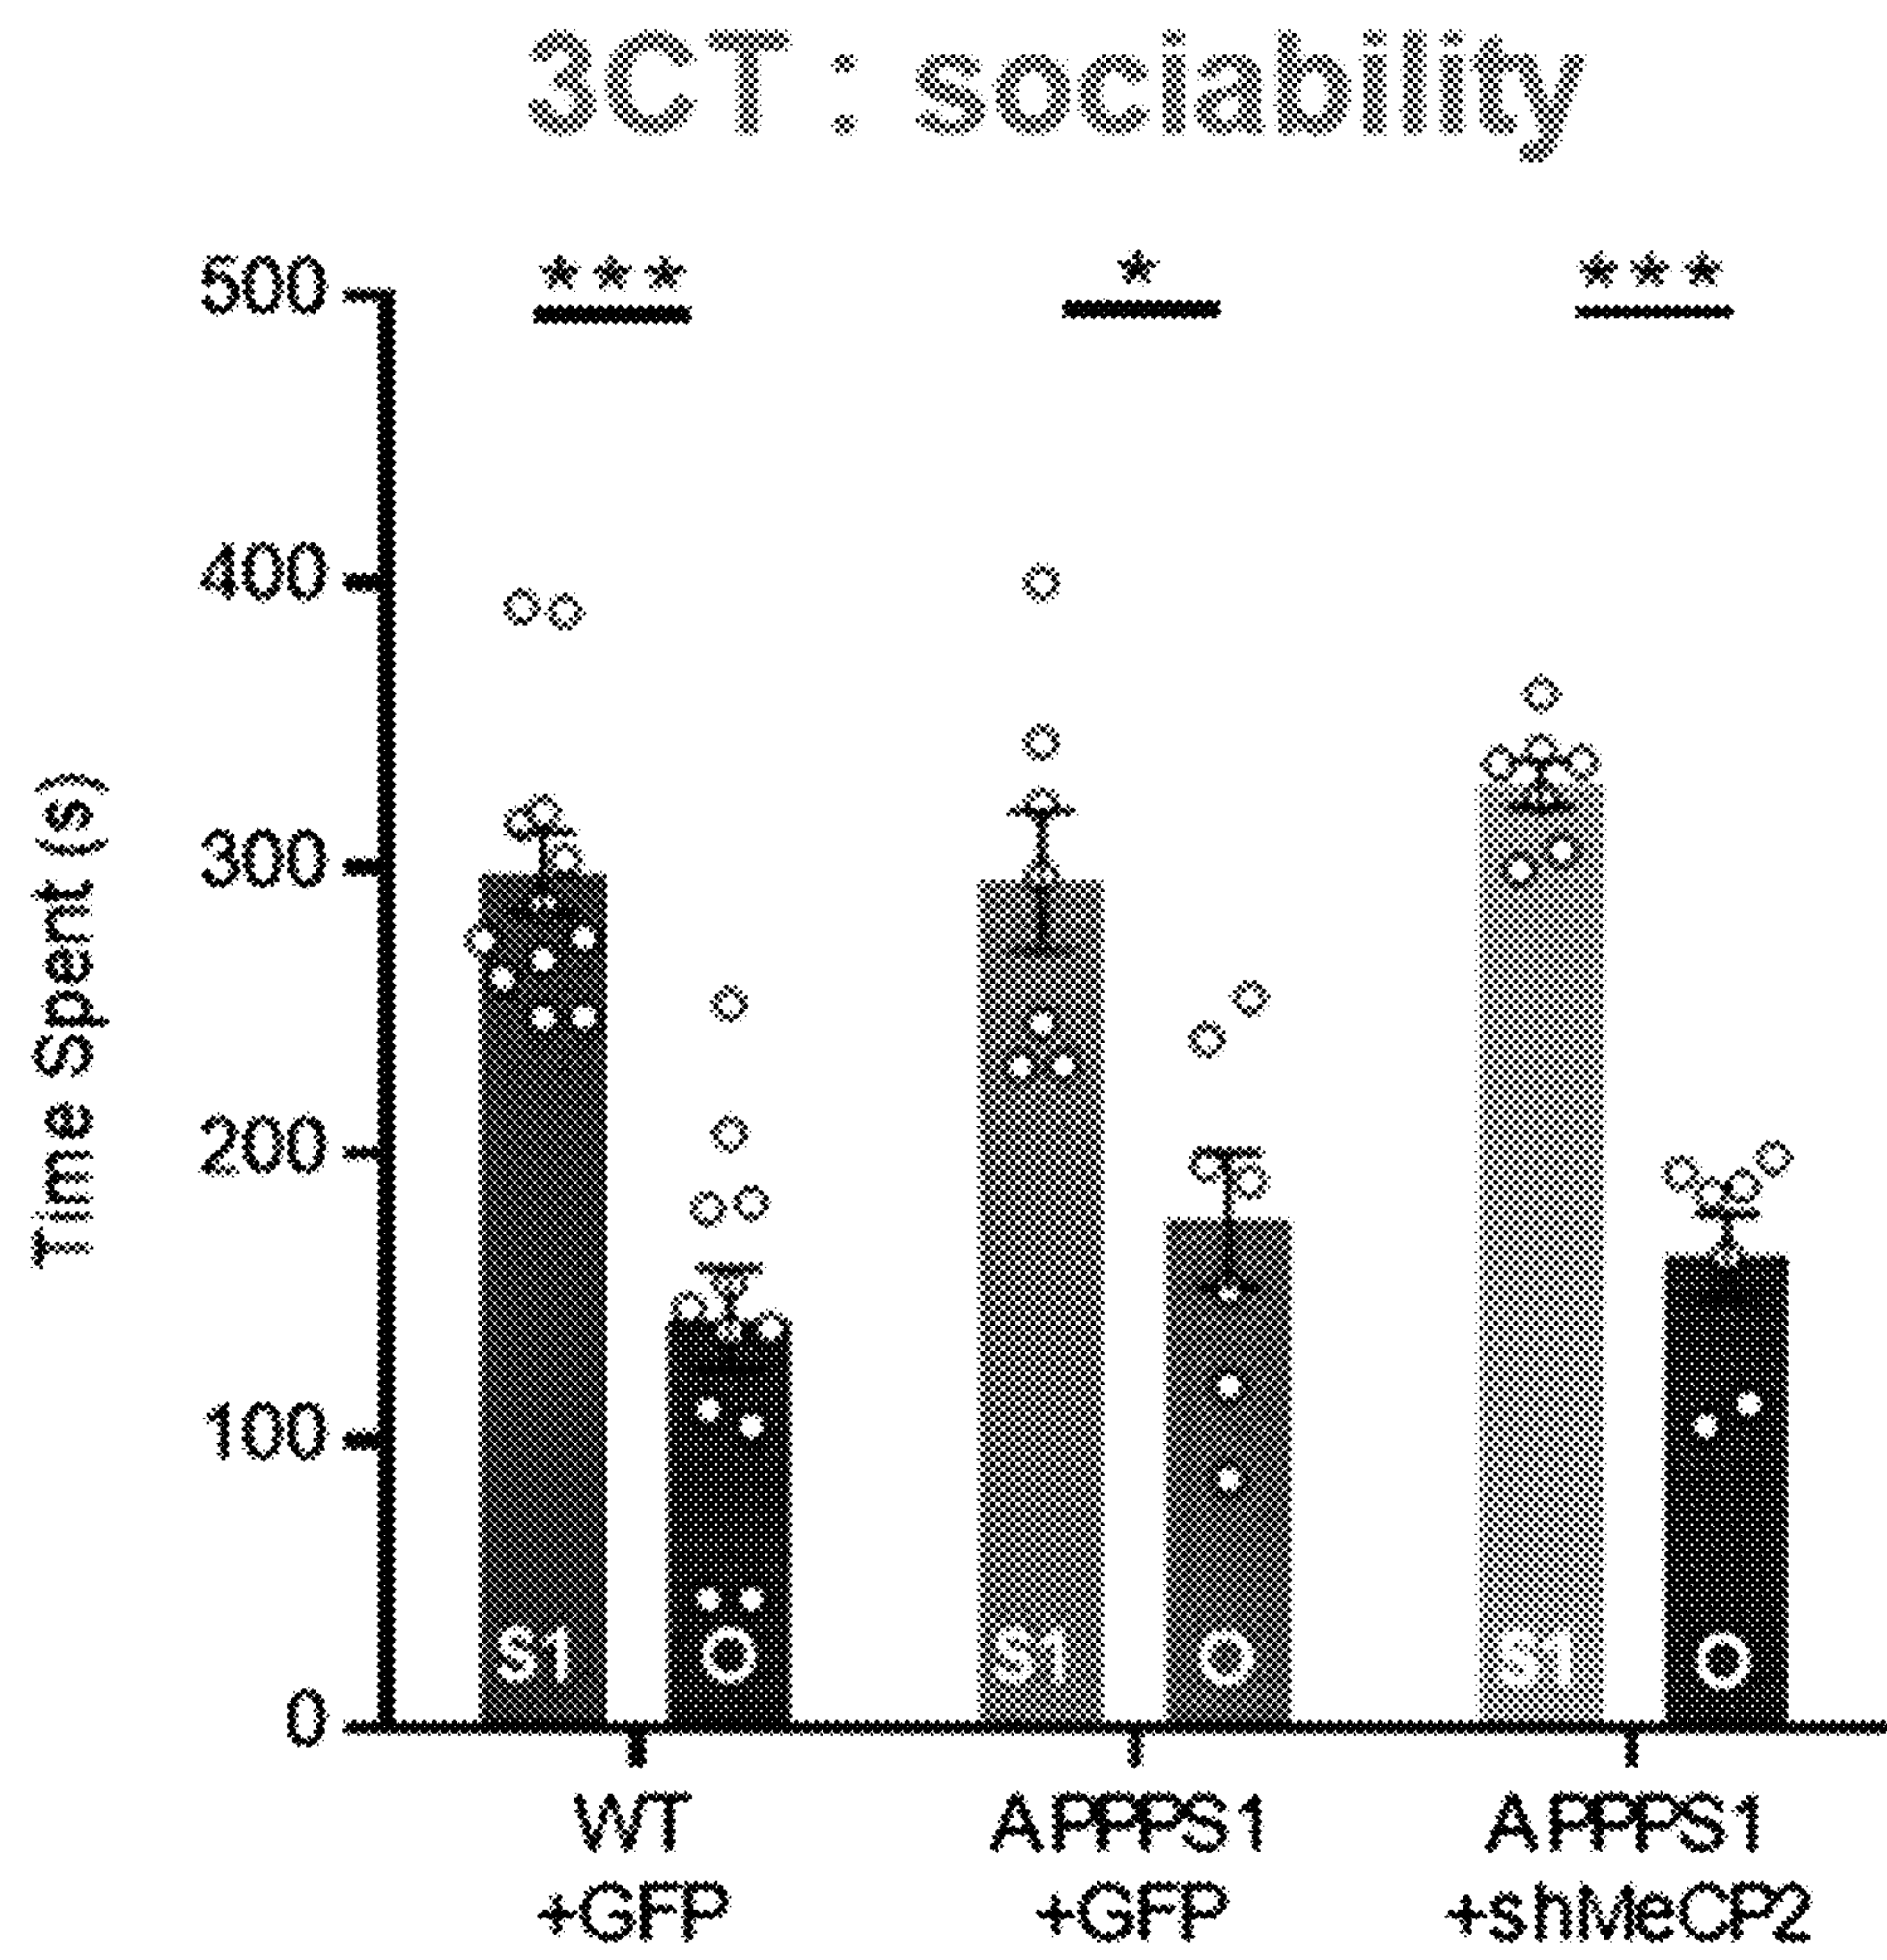 3CT : sociability
*** * ***
500
400
300
200
100
0
Time Spent (s)
S1 O S1 O S1 O
WT APPPS1 APPPS1
+GFP +GFP +shMeCP2